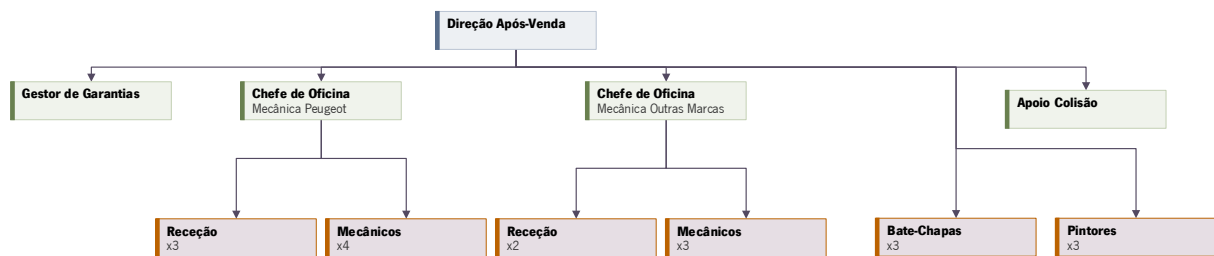 Direção Após-Venda
Gestor de Garantias
Chefe de Oficina
Mecânica Peugeot
Chefe de Oficina
Mecânica Outras Marcas
Apoio Colisão
Receção
x3
Mecânicos
x4
Receção
x2
Mecânicos
x3
Bate-Chapas
x3
Pintores
x3